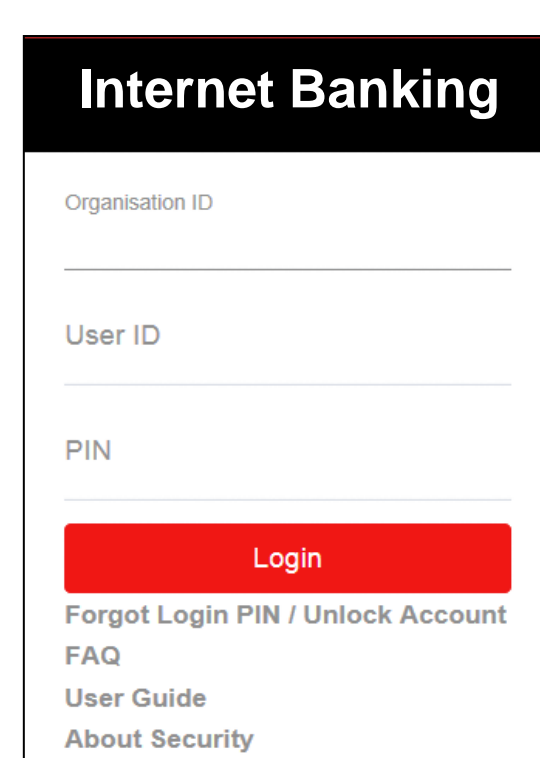 Internet Banking
Organisation ID
User ID
PIN
Login
Forgot Login PIN / Unlock Account
FAQ
User Guide
About Security